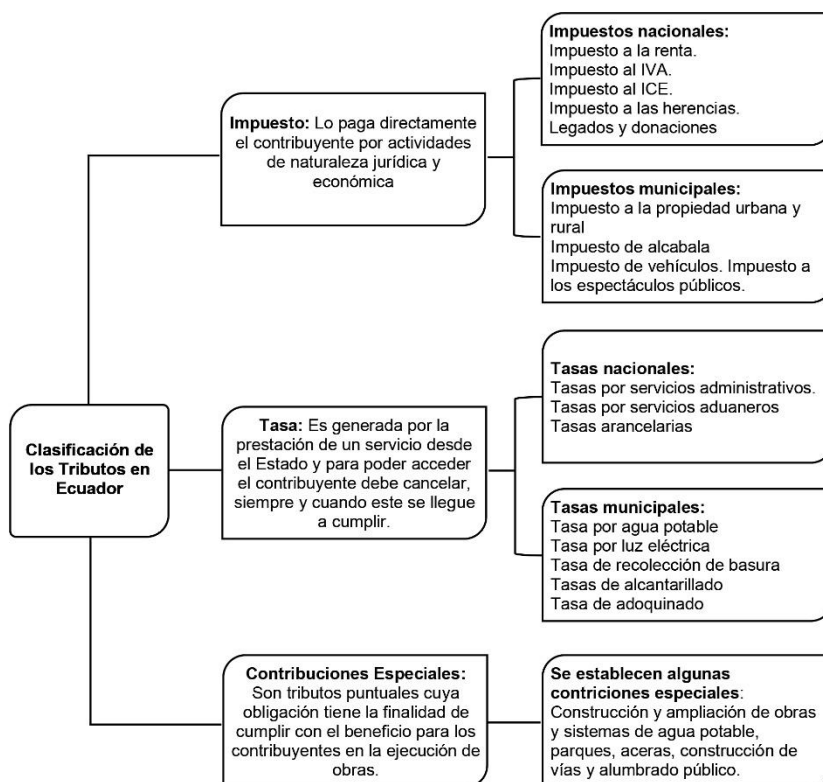 Clasificación de
los Tributos en
Ecuador
Impuesto: Lo paga directamente
el contribuyente por actividades
de naturaleza jurídica y
económica
Impuestos nacionales:
Impuesto a la renta.
Impuesto al IVA.
Impuesto al ICE.
Impuesto a las herencias.
Legados y donaciones
Impuestos municipales:
Impuesto a la propiedad urbana y
rural
Impuesto de alcabala
Impuesto de vehículos. Impuesto a
los espectáculos públicos.
Tasa: Es generada por la
prestación de un servicio desde
el Estado y para poder acceder
el contribuyente debe cancelar,
siempre y cuando este se llegue
a cumplir.
Tasas nacionales:
Tasas por servicios administrativos.
Tasas por servicios aduaneros
Tasas arancelarias
Tasas municipales:
Tasa por agua potable
Tasa por luz eléctrica
Tasa de recolección de basura
Tasas de alcantarillado
Tasa de adoquinado
Contribuciones Especiales:
Son tributos puntuales cuya
obligación tiene la finalidad de
cumplir con el beneficio para los
contribuyentes en la ejecución de
obras.
Se establecen algunas
contriciones especiales:
Construcción y ampliación de obras
y sistemas de agua potable,
parques, aceras, construcción de
vías y alumbrado público.